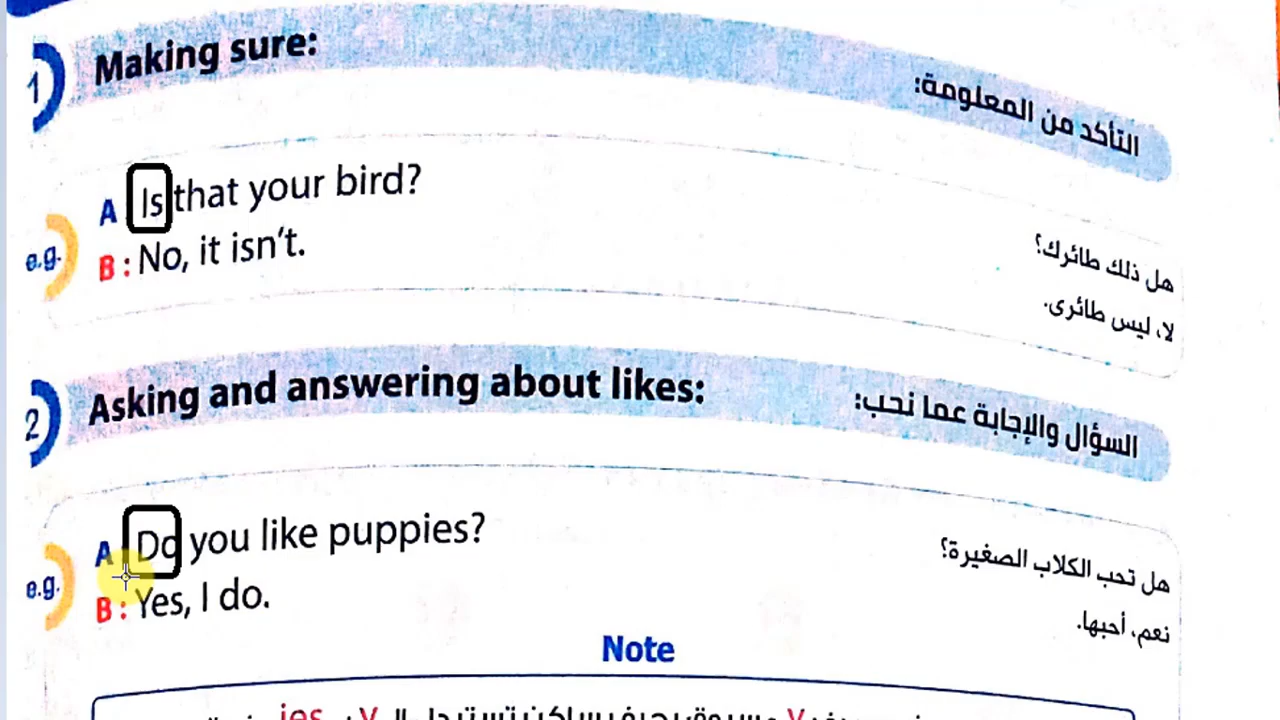 1 Making sure: التأكد من المعلومة:
A Is that your bird? هل ذلك طائرك؟
e.g. B : No, it isn't. لا، ليس طائرى.
2 Asking and answering about likes: السؤال والإجابة عما نحب:
A Do you like puppies? هل تحب الكلاب الصغيرة؟
e.g. B : Yes, I do. نعم، أحبها.
Note